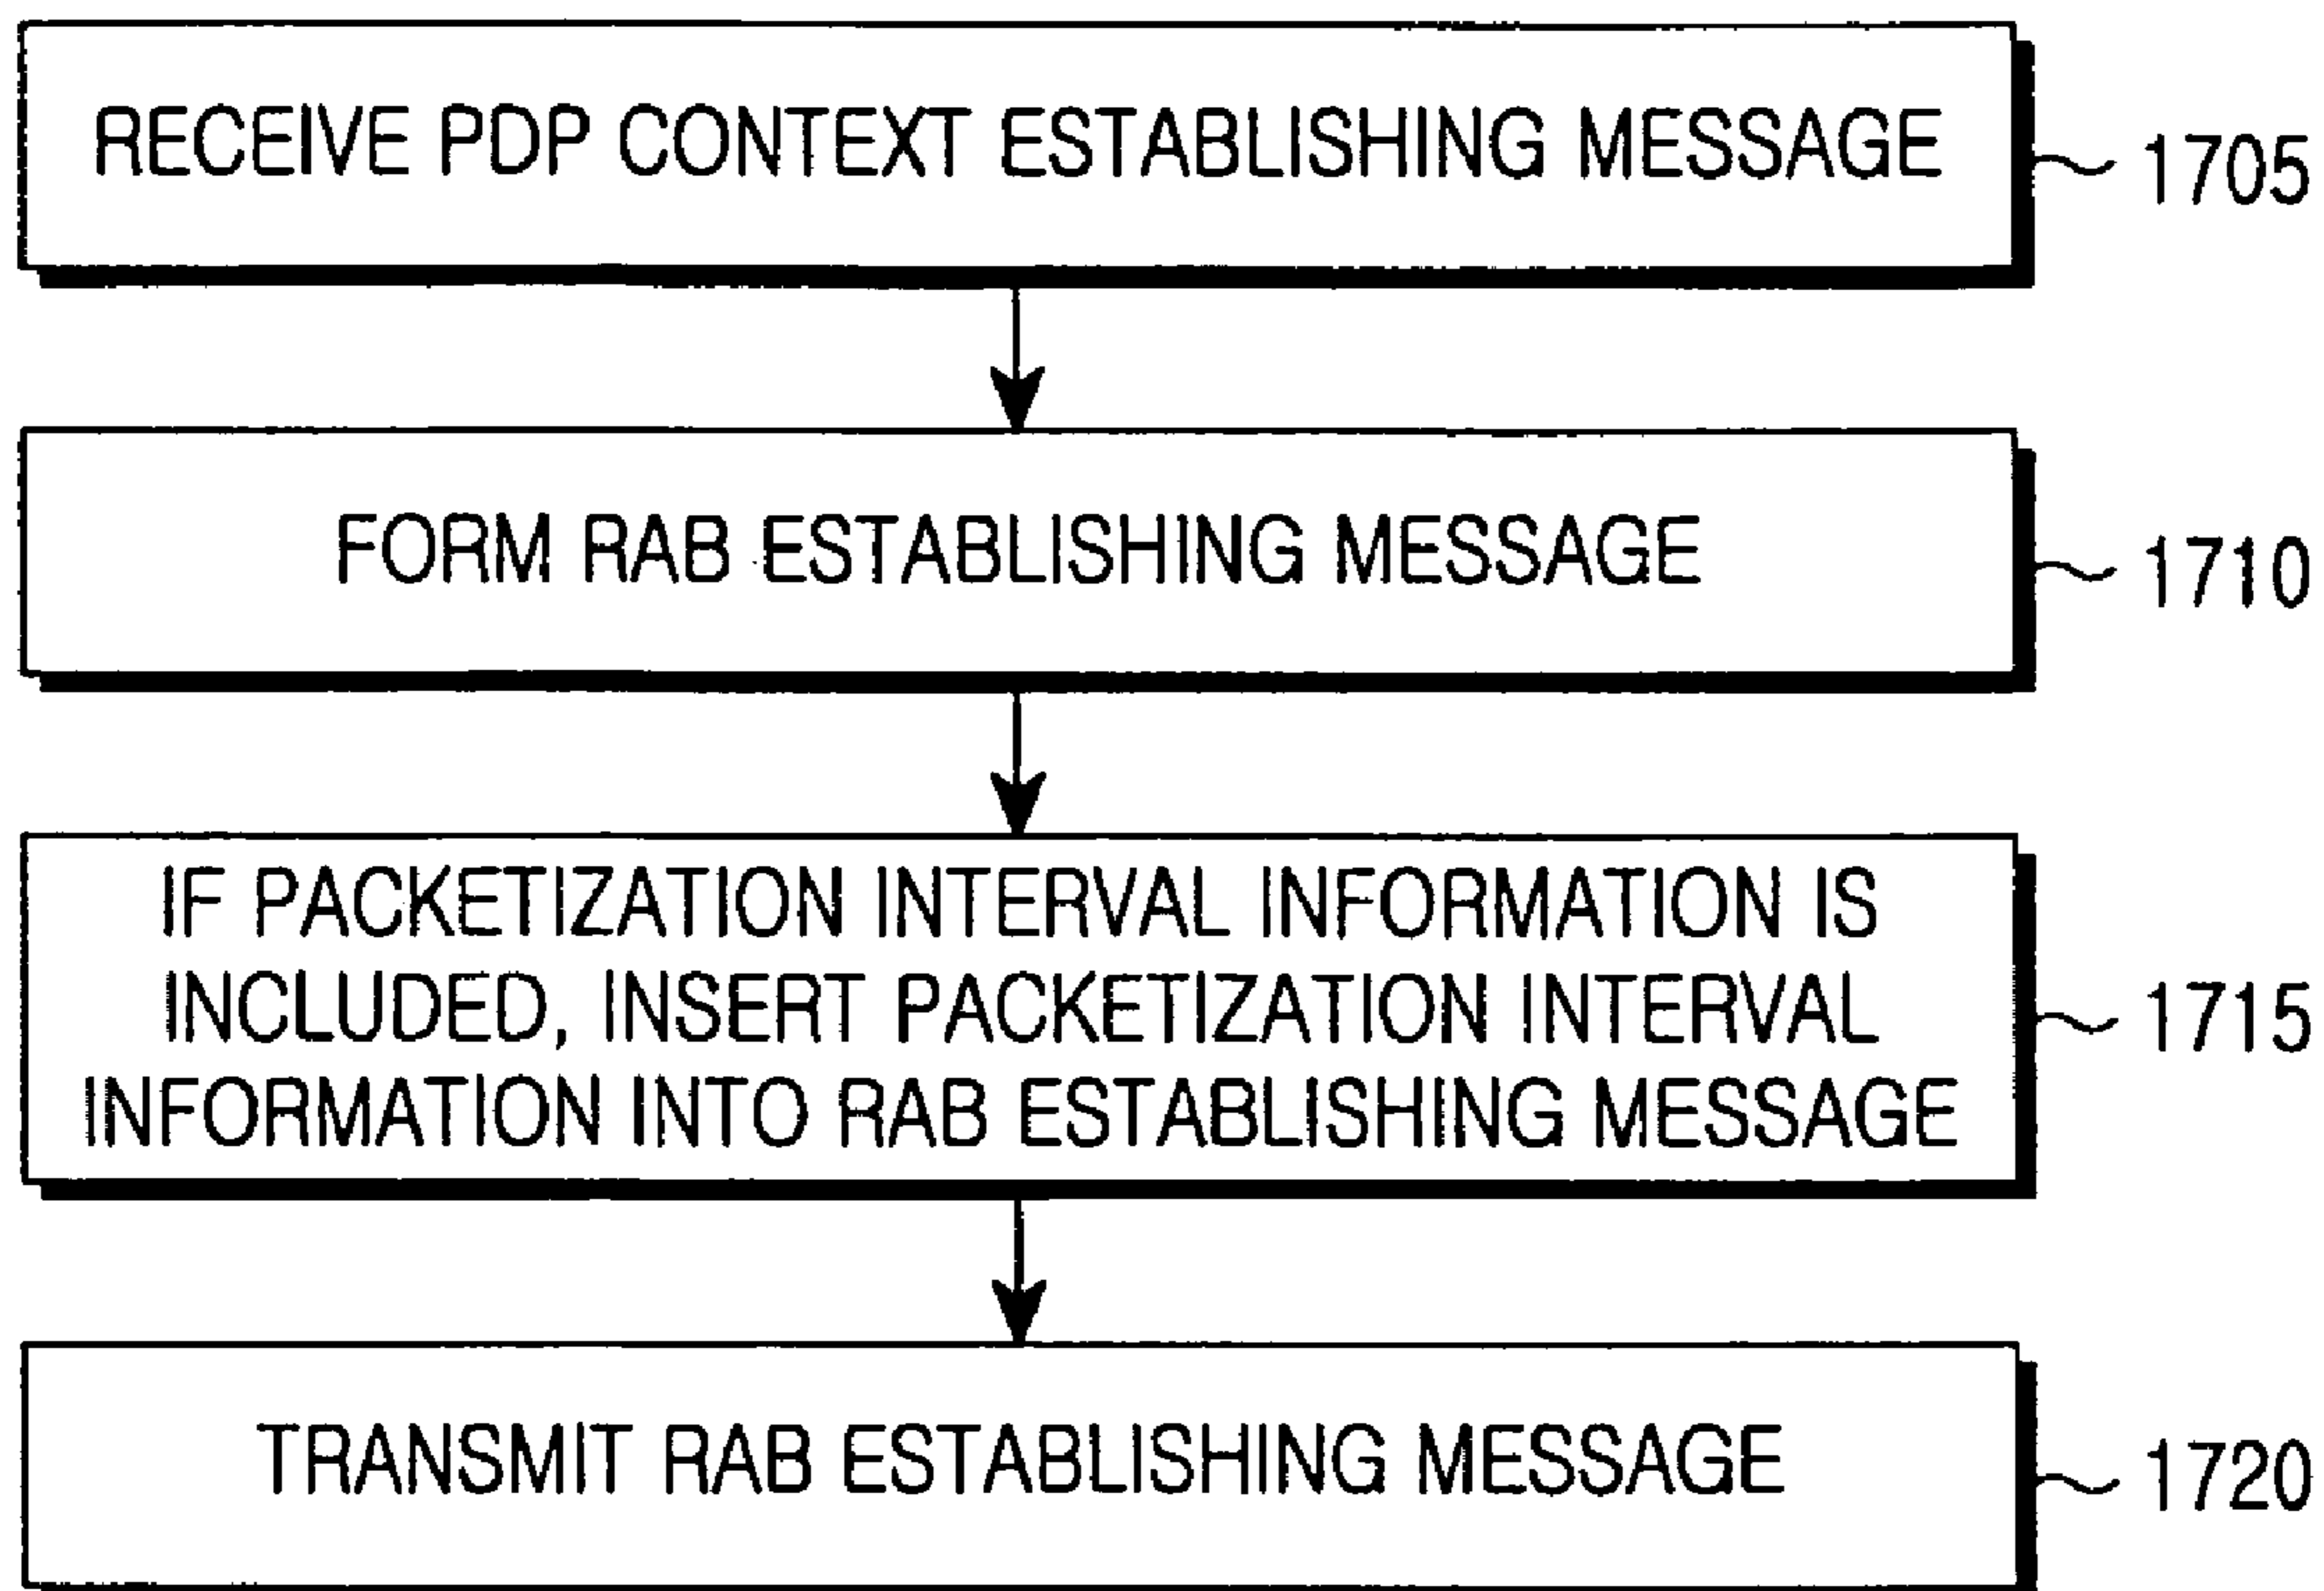 RECEIVE PDP CONTEXT ESTABLISHING MESSAGE
1705
FORM RAB ESTABLISHING MESSAGE
1710
IF PACKETIZATION INTERVAL INFORMATION IS
INCLUDED, INSERT PACKETIZATION INTERVAL
INFORMATION INTO RAB ESTABLISHING MESSAGE
1715
TRANSMIT RAB ESTABLISHING MESSAGE
1720